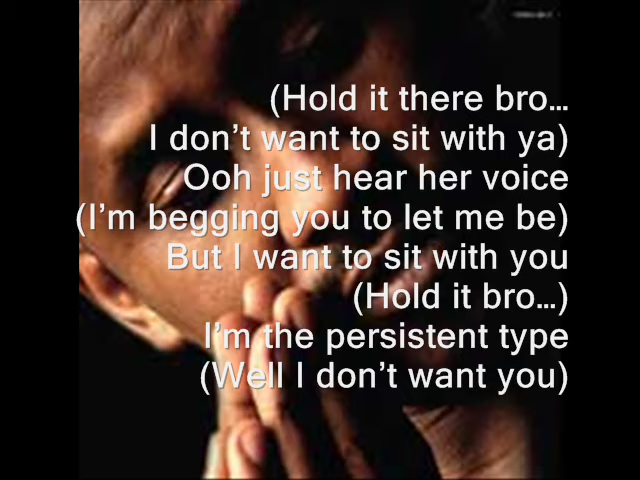 (Hold it there bro…
I don’t want to sit with ya)
Ooh just hear her voice
(I’m begging you to let me be)
But I want to sit with you
(Hold it bro…)
I’m the persistent type
(Well I don’t want you)